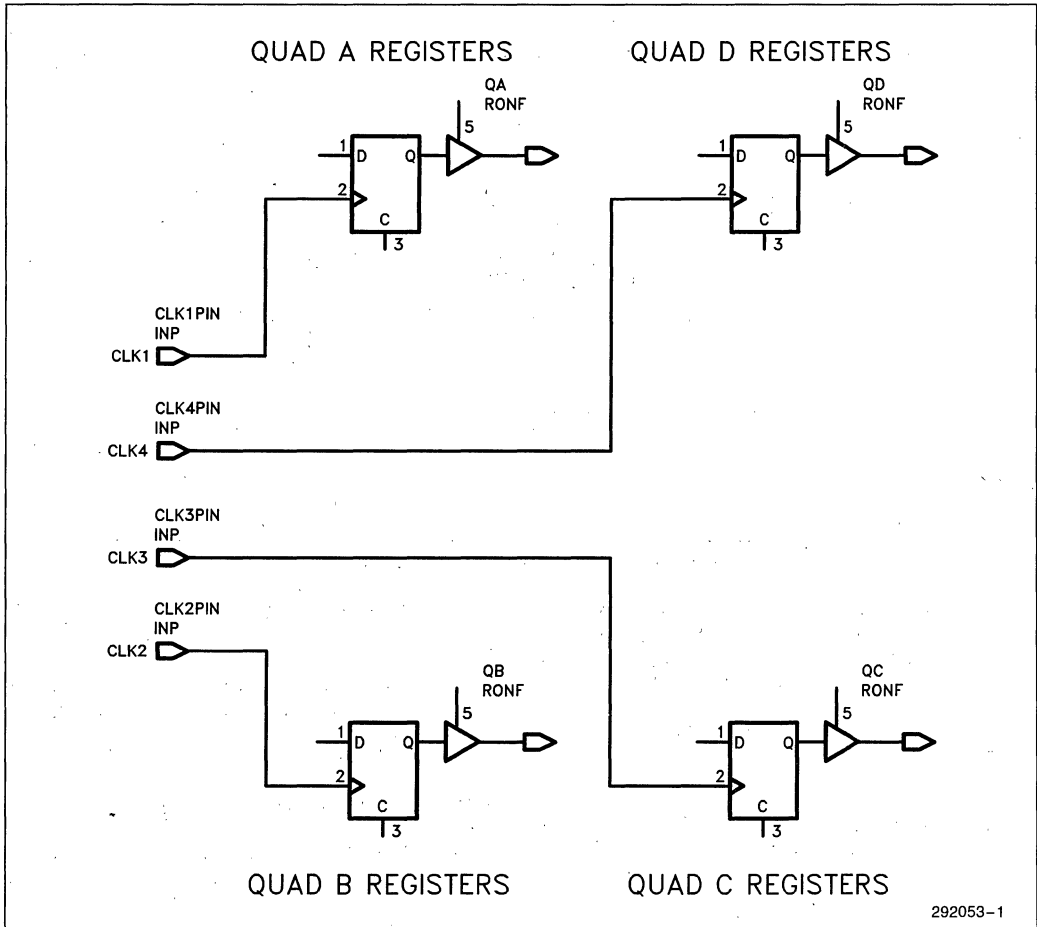 QUAD A REGISTERS
QUAD D REGISTERS
QA
RONF
5
1
D
Q
2
C
3
QD
RONF
5
1
D
Q
2
C
3
CLK1PIN
INP
CLK1
CLK4PIN
INP
CLK4
CLK3PIN
INP
CLK3
CLK2PIN
INP
CLK2
QB
RONF
5
1
D
Q
2
C
3
QC
RONF
5
1
D
Q
2
C
3
QUAD B REGISTERS
QUAD C REGISTERS
292053-1